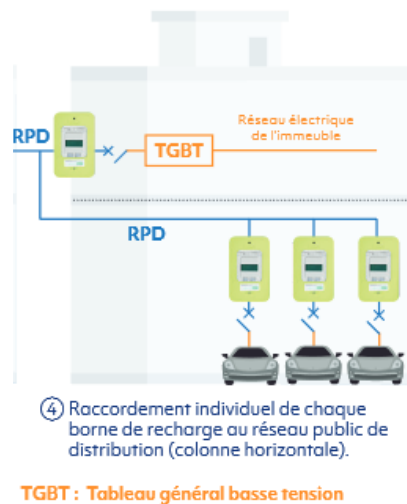 RPD
TGBT
Réseau électrique
de l'immeuble
RPD
④ Raccordement individuel de chaque
borne de recharge au réseau public de
distribution (colonne horizontale).
TGBT : Tableau général basse tension